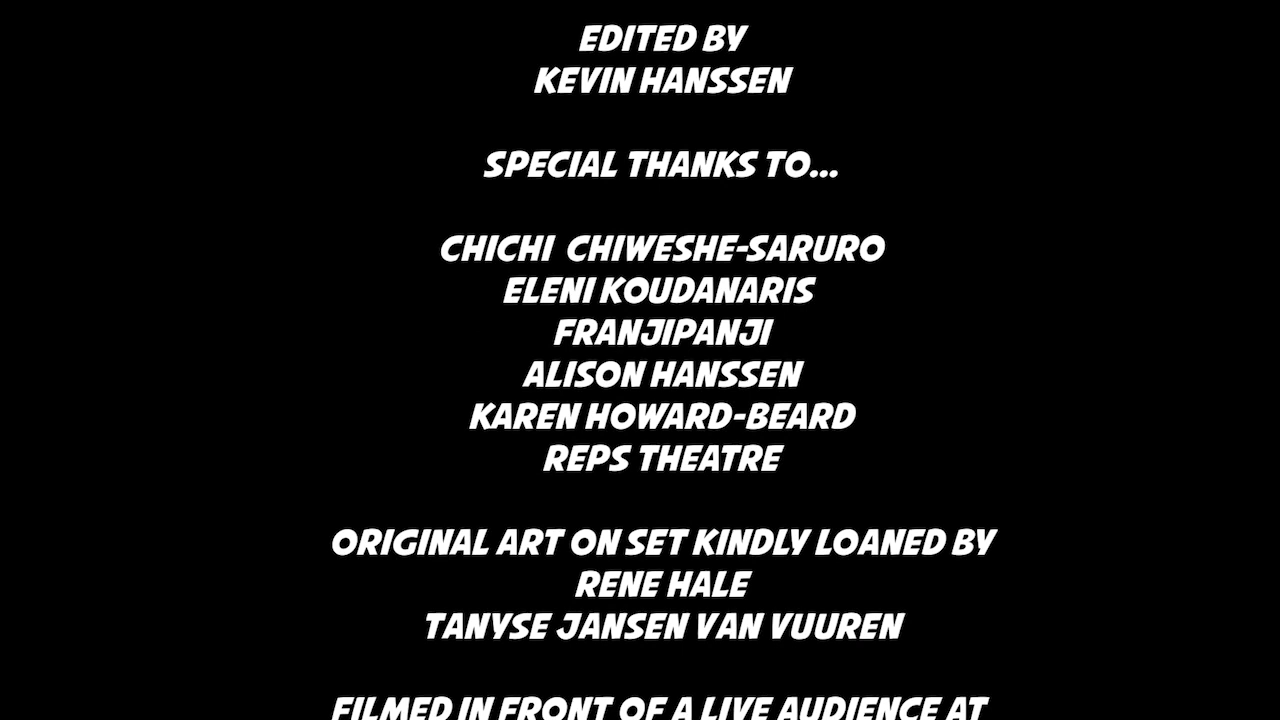 EDITED BY
KEVIN HANSSEN
SPECIAL THANKS TO...
CHICHI CHIWESHE-SARURO
ELENI KOUDANARIS
FRANJIPANJI
ALISON HANSSEN
KAREN HOWARD-BEARD
REPS THEATRE
ORIGINAL ART ON SET KINDLY LOANED BY
RENE HALE
TANYSE JANSEN VAN VUUREN
FILMED IN FRONT OF A LIVE AUDIENCE AT